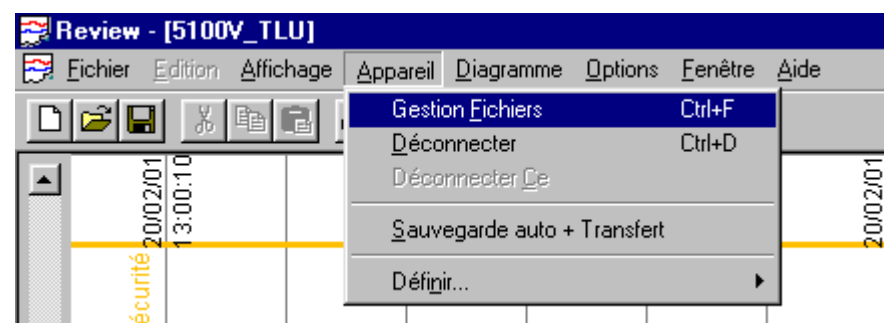 Review - [5100V_TLU]
Fichier Edition Affichage Appareil Diagramme Options Fenêtre Aide
Gestion Fichiers Ctrl+F
Déconnecter Ctrl+D
Déconnecter Ce
Sauvegarde auto + Transfert
Définir...
20/02/01
13:00:10
20/02/01